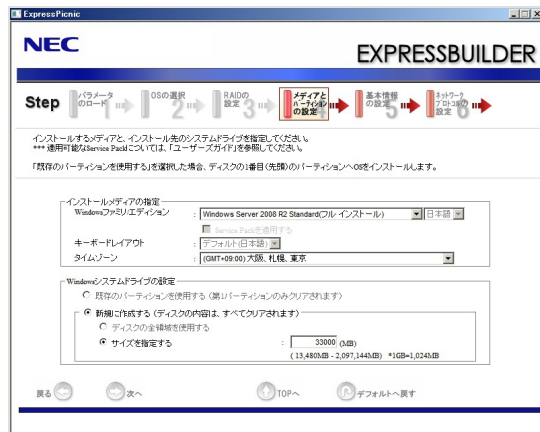 ExpressPicnic
NEC
EXPRESSBUILDER
Step
パラメータのロード 1
OSの選択 2
RAIDの設定 3
メディアとパーティションの設定 4
基本情報の設定 5
ネットワークプロトコルの設定 6
インストールするメディアと、インストール先のシステムドライブを指定してください。
*** 適用可能なService Packについては、「ユーザーズガイド」を参照してください。
「既存のパーティションを使用する」を選択した場合、ディスクの1番目(先頭)のパーティションへOSをインストールします。
インストールメディアの指定
Windowsファミリ/エディション : Windows Server 2008 R2 Standard(フル インストール) 日本語
Service Packを適用する
キーボードレイアウト : デフォルト(日本語)
タイムゾーン : (GMT+09:00) 大阪、札幌、東京
Windowsシステムドライブの設定
既存のパーティションを使用する (第1パーティションのみクリアされます)
新規に作成する (ディスクの内容は、すべてクリアされます)
ディスクの全領域を使用する
サイズを指定する : 33000 (MB)
( 13,480MB - 2,097,144MB) *1GB=1,024MB
戻る 次へ TOPへ デフォルトへ戻す